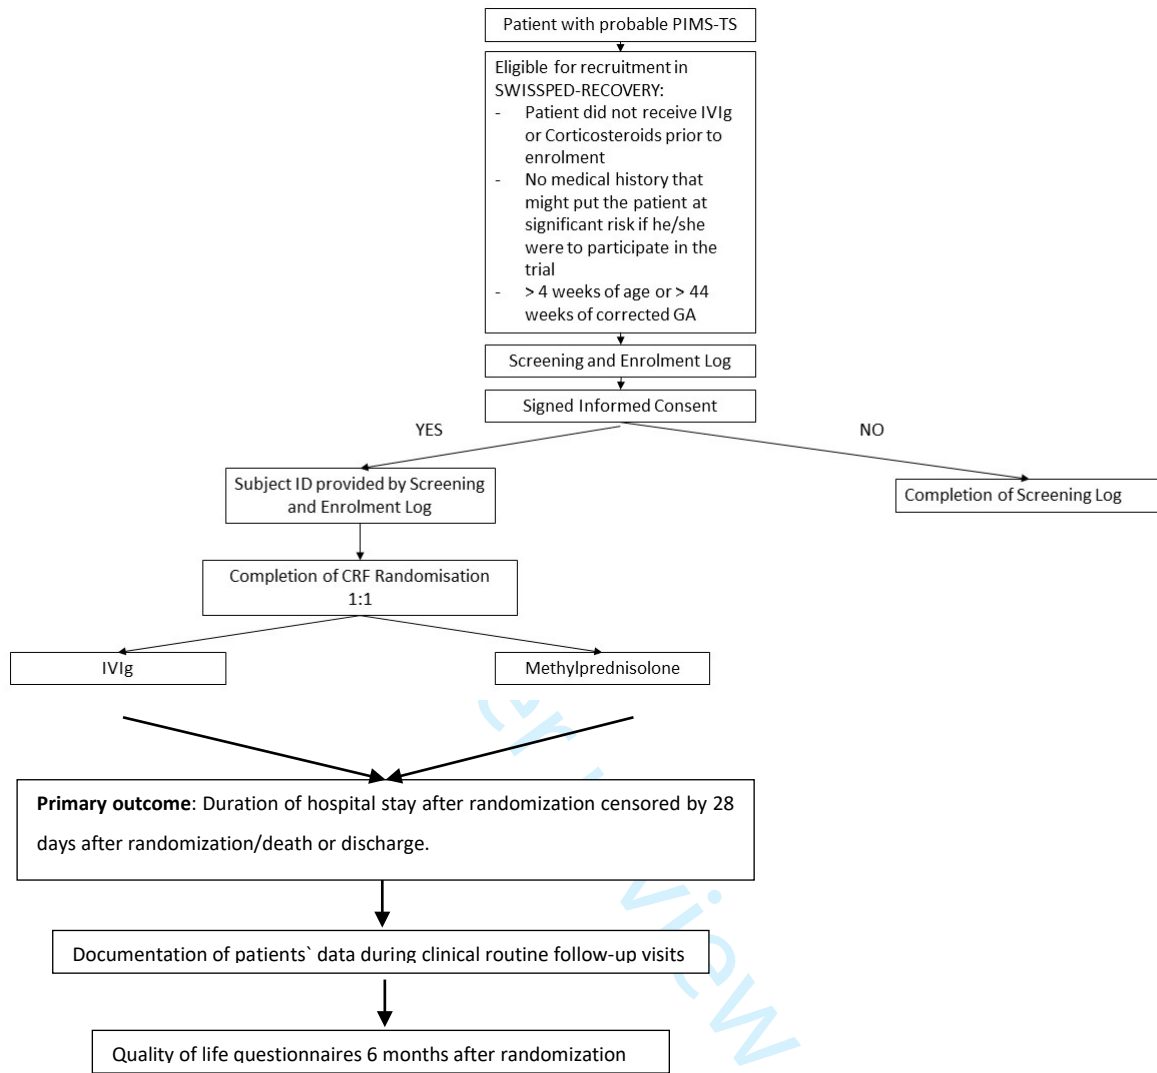 Patient with probable PIMS-TS
Eligible for recruitment in
SWISSPED-RECOVERY:
- Patient did not receive IVIg
or Corticosteroids prior to
enrolment
- No medical history that
might put the patient at
significant risk if he/she
were to participate in the
trial
- > 4 weeks of age or > 44
weeks of corrected GA
Screening and Enrolment Log
Signed Informed Consent
YES
NO
Subject ID provided by Screening
and Enrolment Log
Completion of Screening Log
Completion of CRF Randomisation
1:1
IVIg
Methylprednisolone
Primary outcome: Duration of hospital stay after randomization censored by 28
days after randomization/death or discharge.
Documentation of patients` data during clinical routine follow-up visits
Quality of life questionnaires 6 months after randomization
view